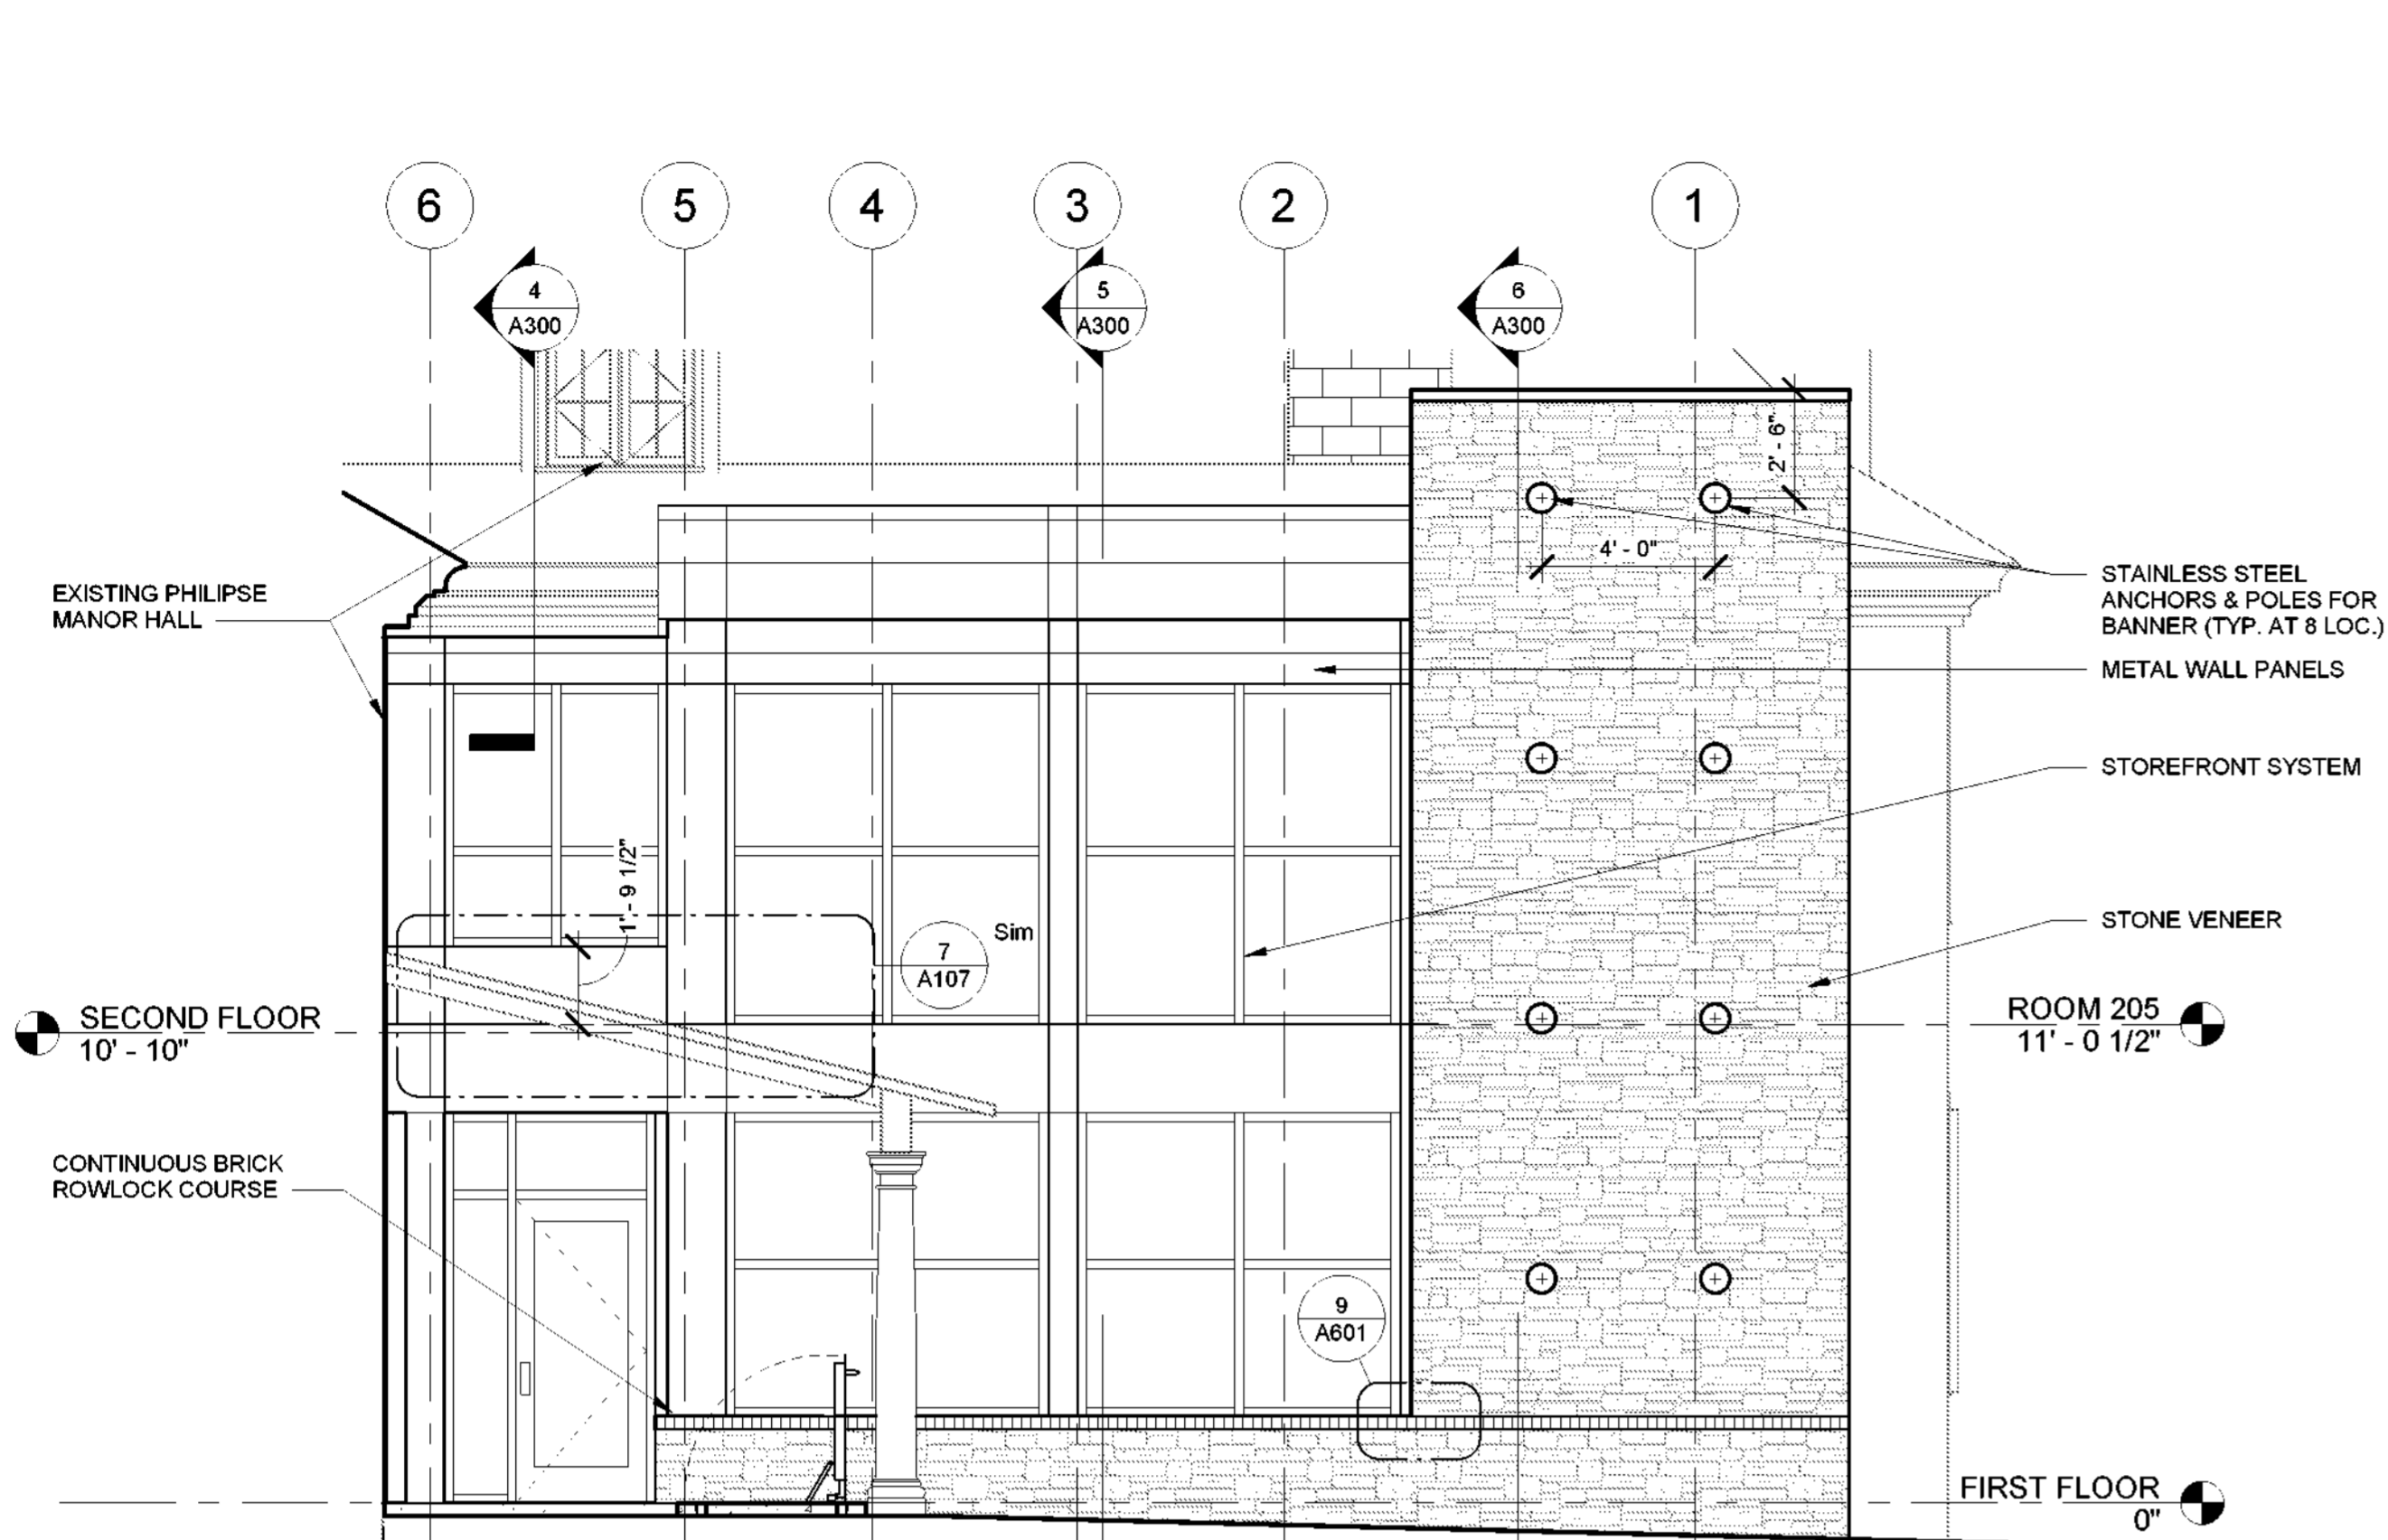 6
5
4
3
2
1
4
A300
5
A300
6
A300
2' - 6"
4' - 0"
EXISTING PHILIPSE
MANOR HALL
STAINLESS STEEL
ANCHORS & POLES FOR
BANNER (TYP. AT 8 LOC.)
METAL WALL PANELS
STOREFRONT SYSTEM
1' - 9 1/2"
Sim
7
A107
STONE VENEER
SECOND FLOOR
10' - 10"
ROOM 205
11' - 0 1/2"
CONTINUOUS BRICK
ROWLOCK COURSE
9
A601
FIRST FLOOR
0"